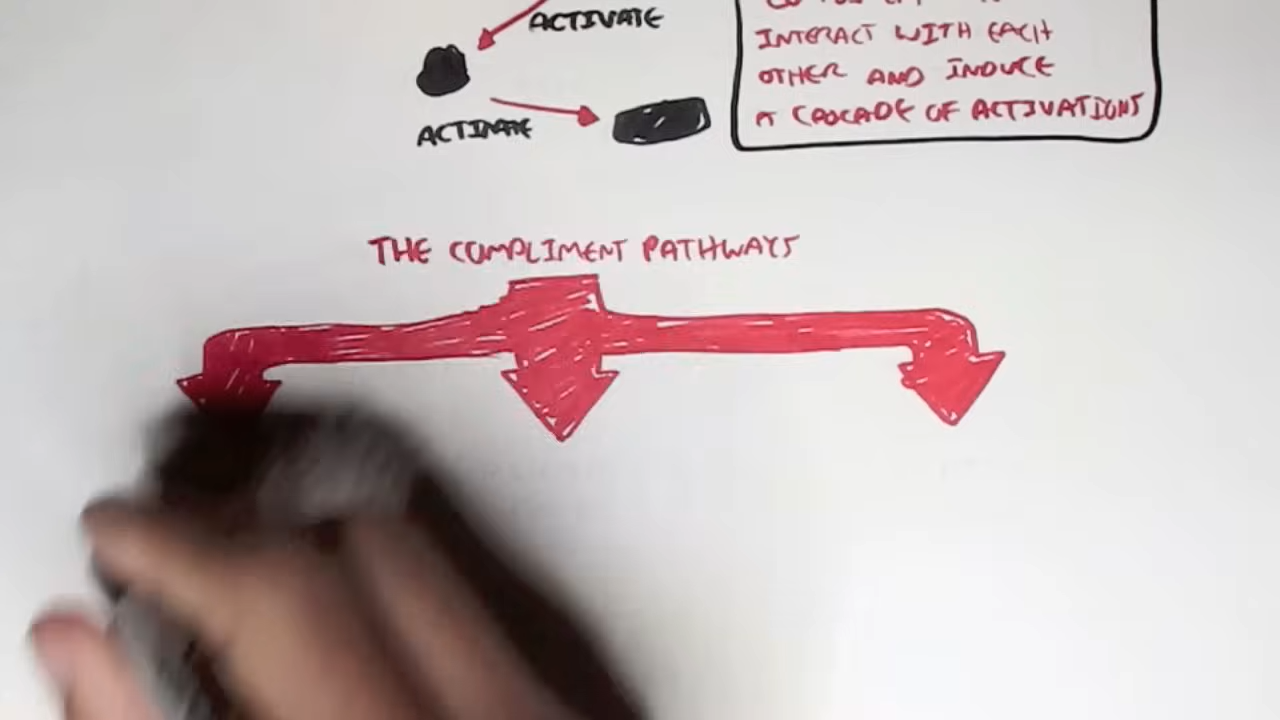 ACTIVATE
INTERACT WITH EACH
OTHER AND INDUCE
A CASCADE OF ACTIVATIONS
ACTIVATE
THE COMPLIMENT PATHWAYS